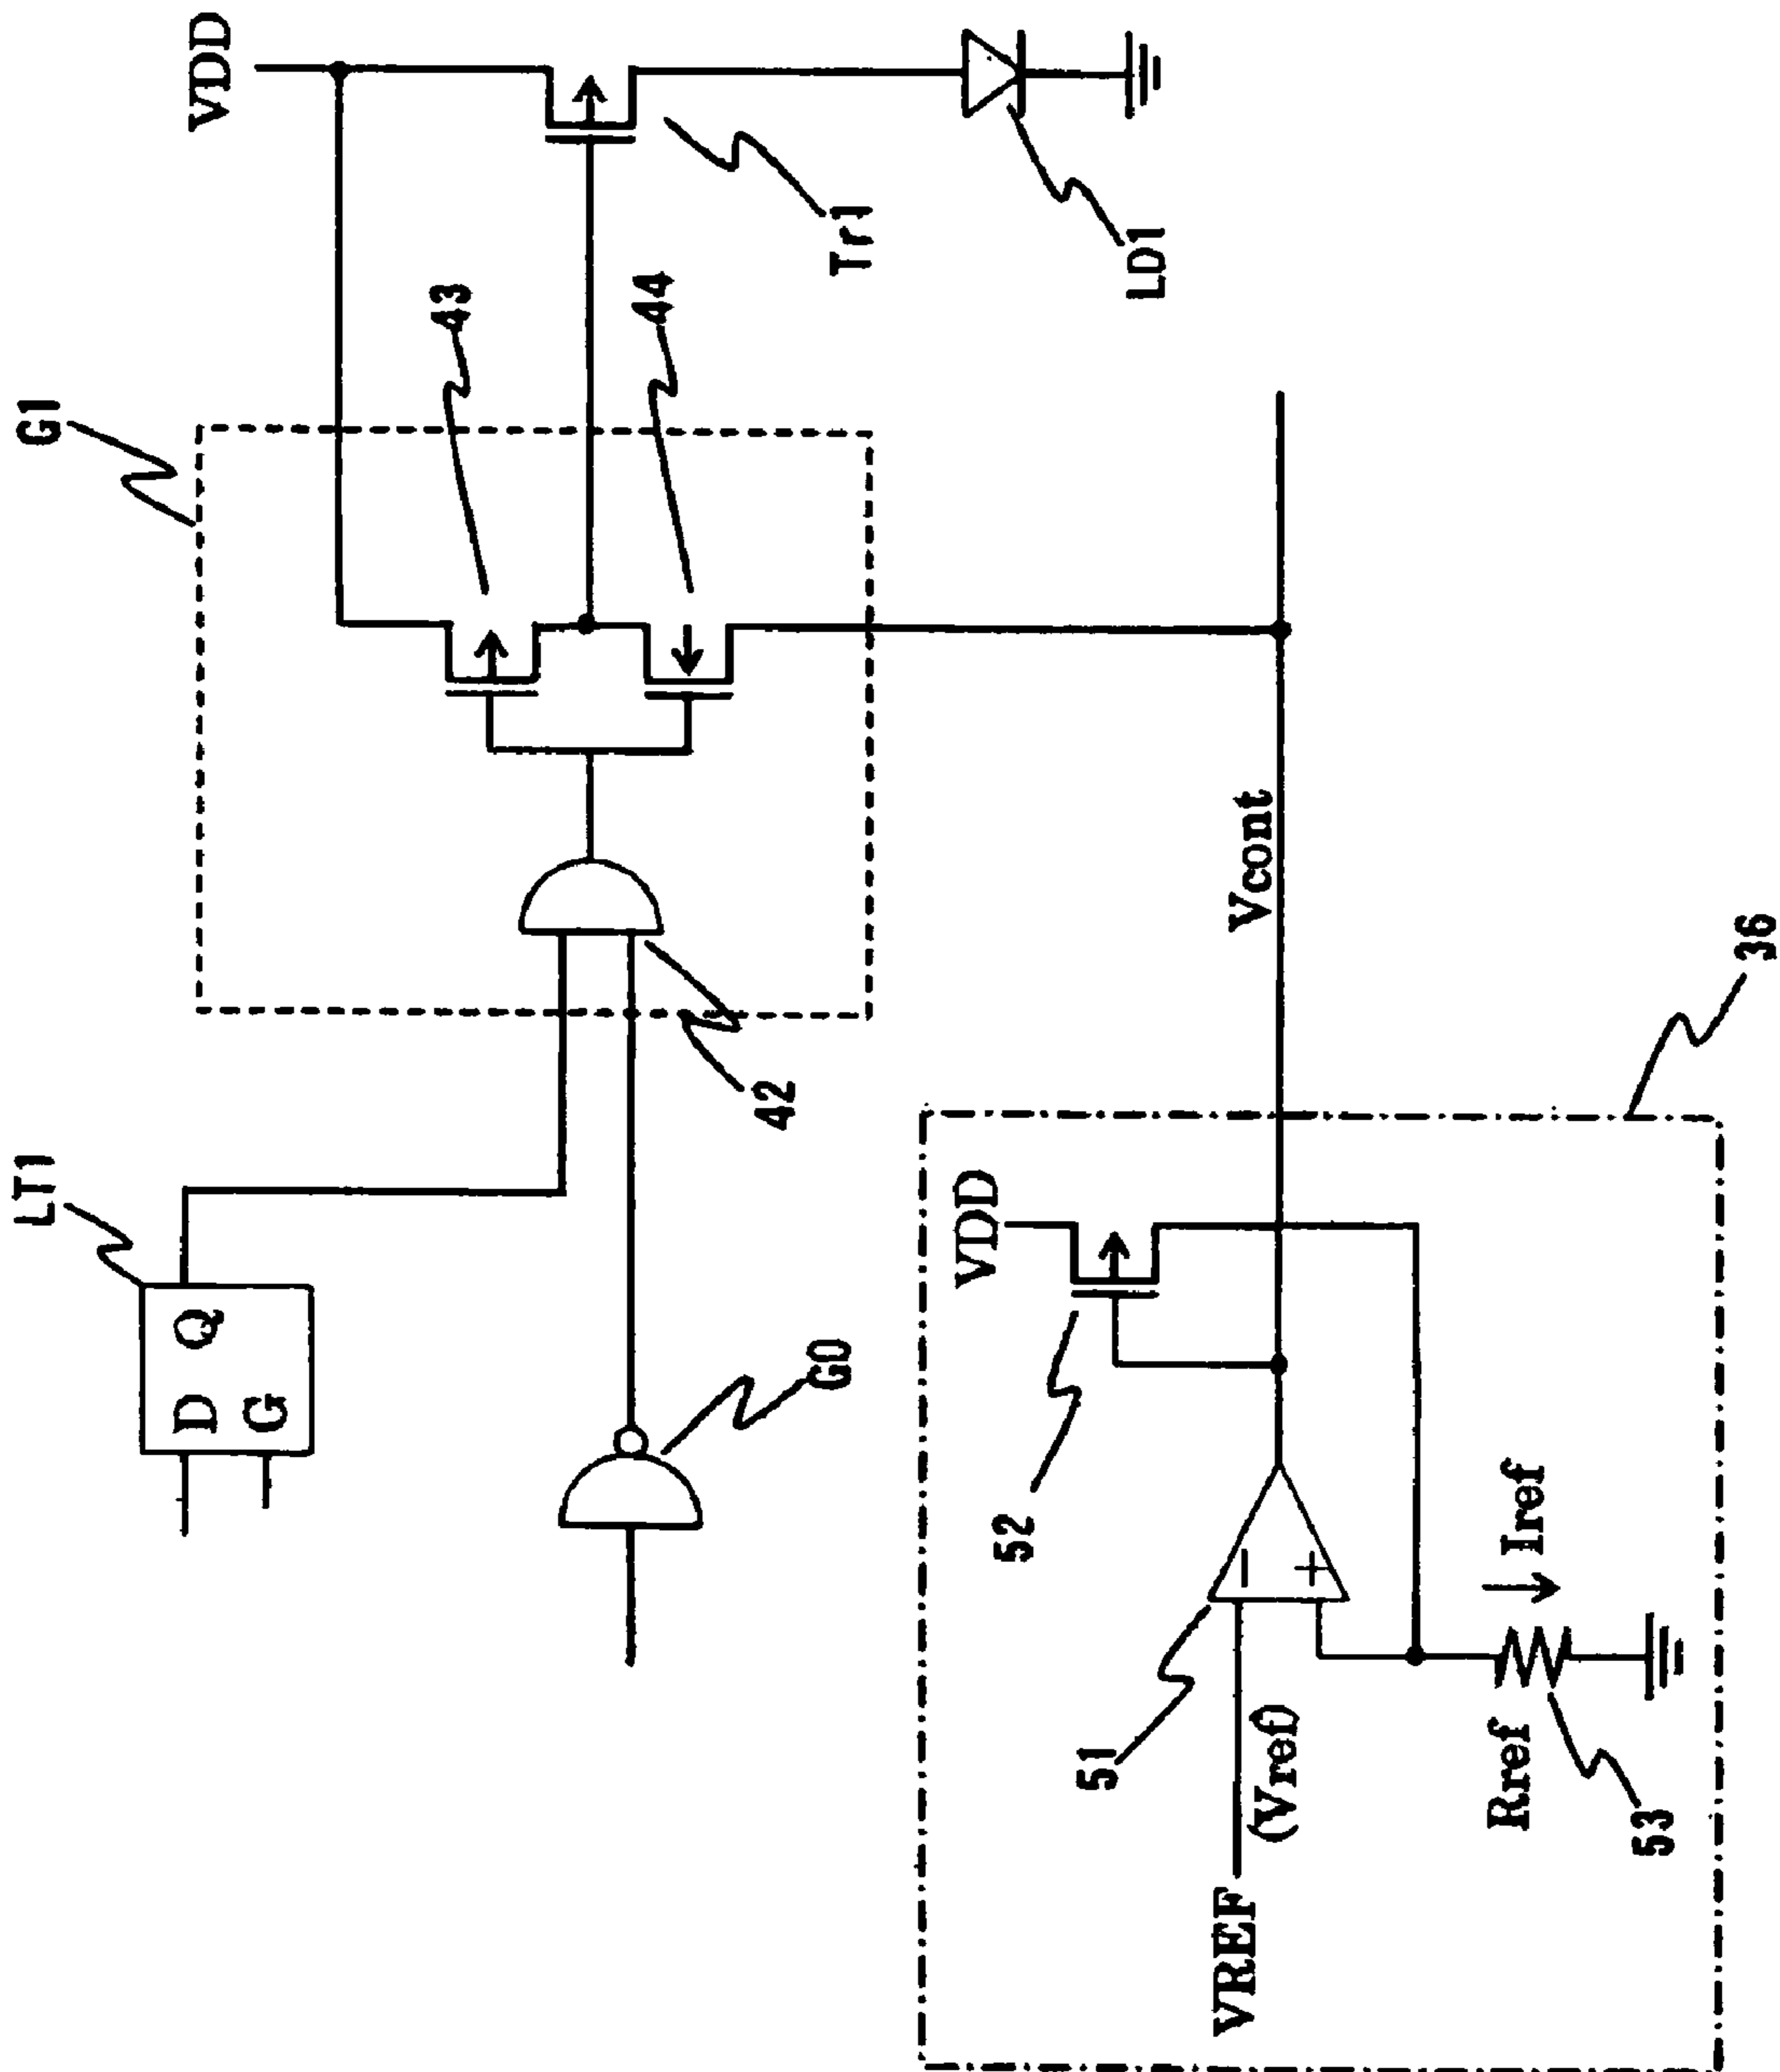 LT1
G1
VDD
D Q
G
43
44
Tr1
42
G0
LD1
VDD
Vcont
52
36
51
VREF
(Vref)
Rref
Iref
53